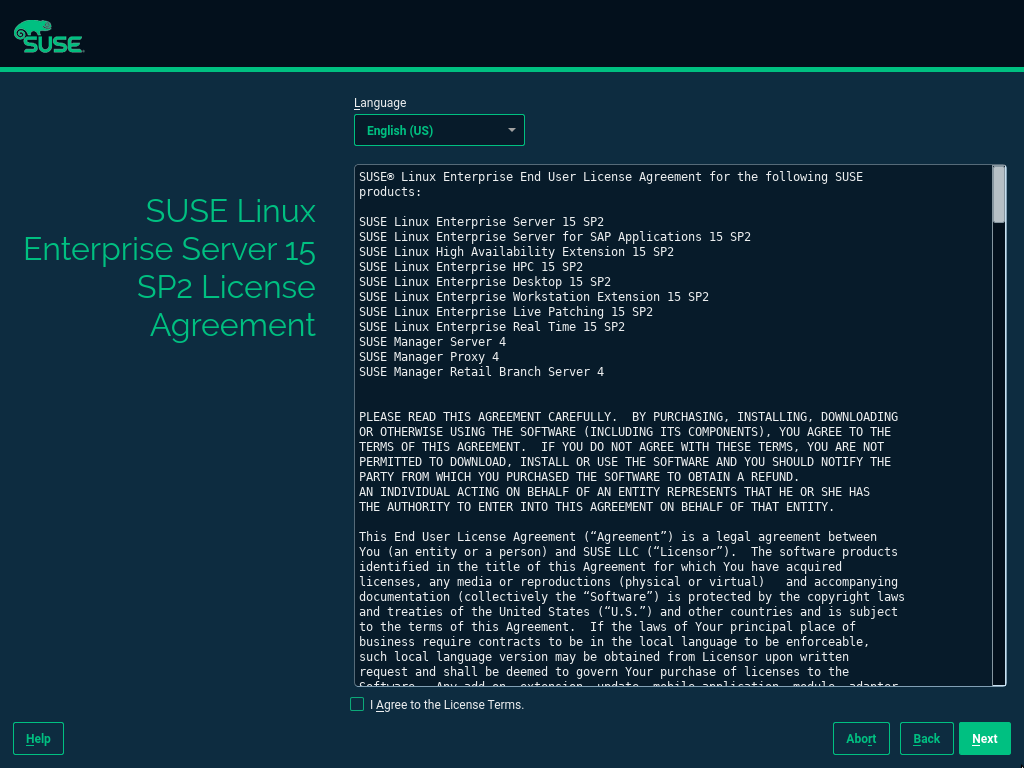 SUSE
Language
English (US)
SUSE Linux
Enterprise Server 15
SP2 License
Agreement
SUSE® Linux Enterprise End User License Agreement for the following SUSE
products:
SUSE Linux Enterprise Server 15 SP2
SUSE Linux Enterprise Server for SAP Applications 15 SP2
SUSE Linux High Availability Extension 15 SP2
SUSE Linux Enterprise HPC 15 SP2
SUSE Linux Enterprise Desktop 15 SP2
SUSE Linux Enterprise Workstation Extension 15 SP2
SUSE Linux Enterprise Live Patching 15 SP2
SUSE Linux Enterprise Real Time 15 SP2
SUSE Manager Server 4
SUSE Manager Proxy 4
SUSE Manager Retail Branch Server 4
PLEASE READ THIS AGREEMENT CAREFULLY.  BY PURCHASING, INSTALLING, DOWNLOADING
OR OTHERWISE USING THE SOFTWARE (INCLUDING ITS COMPONENTS), YOU AGREE TO THE
TERMS OF THIS AGREEMENT.  IF YOU DO NOT AGREE WITH THESE TERMS, YOU ARE NOT
PERMITTED TO DOWNLOAD, INSTALL OR USE THE SOFTWARE AND YOU SHOULD NOTIFY THE
PARTY FROM WHICH YOU PURCHASED THE SOFTWARE TO OBTAIN A REFUND.
AN INDIVIDUAL ACTING ON BEHALF OF AN ENTITY REPRESENTS THAT HE OR SHE HAS
THE AUTHORITY TO ENTER INTO THIS AGREEMENT ON BEHALF OF THAT ENTITY.
This End User License Agreement (“Agreement”) is a legal agreement between
You (an entity or a person) and SUSE LLC (“Licensor”).  The software products
identified in the title of this Agreement for which You have acquired
licenses, any media or reproductions (physical or virtual)   and accompanying
documentation (collectively the “Software”) is protected by the copyright laws
and treaties of the United States (“U.S.”) and other countries and is subject
to the terms of this Agreement.  If the laws of Your principal place of
business require contracts to be in the local language to be enforceable,
such local language version may be obtained from Licensor upon written
request and shall be deemed to govern Your purchase of licenses to the
Software.  Any add-on, extension, update, mobile application, module, adapter
I Agree to the License Terms.
Help
Abort
Back
Next